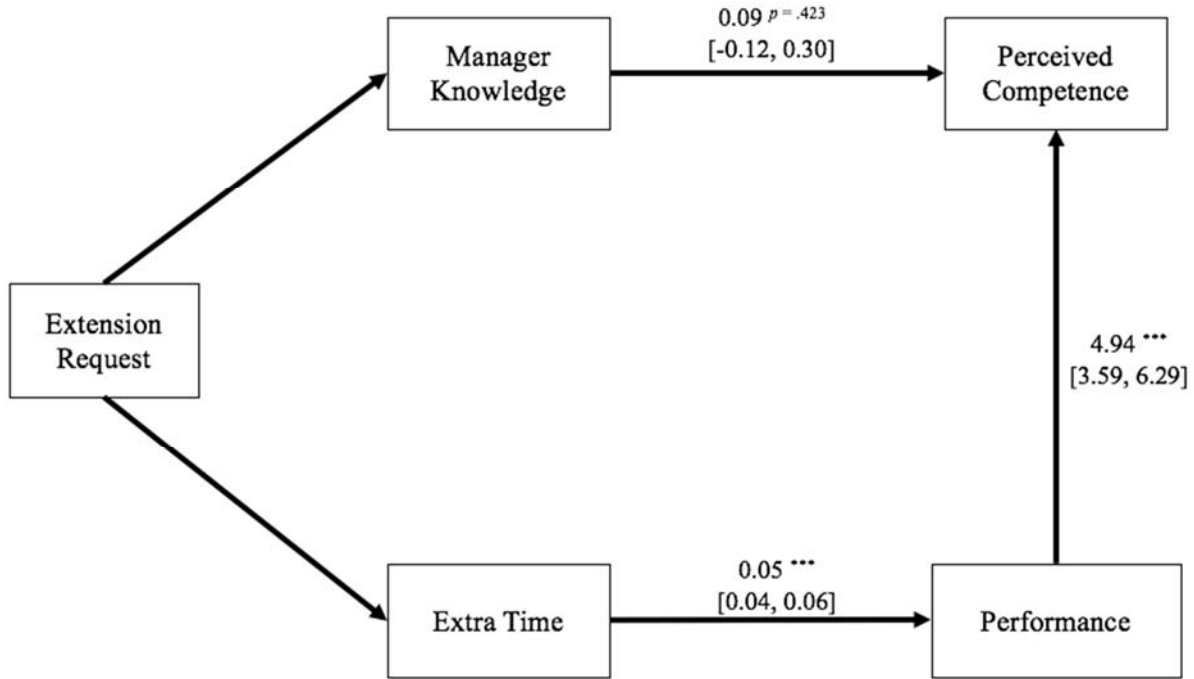 0.09 p = .423
[-0.12, 0.30]
Manager
Knowledge
Perceived
Competence
Extension
Request
4.94 ***
[3.59, 6.29]
0.05 ***
[0.04, 0.06]
Extra Time
Performance